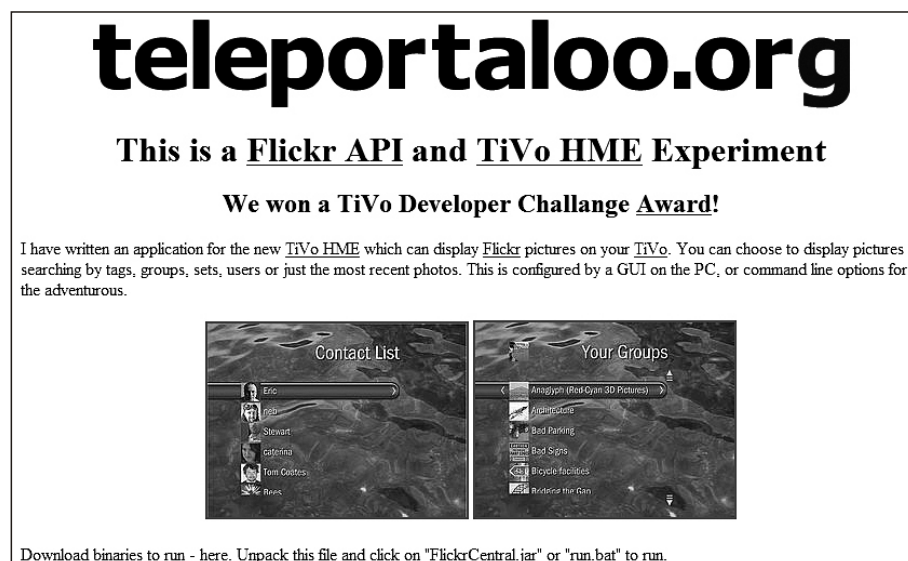 teleportaloo.org
This is a Flickr API and TiVo HME Experiment
We won a TiVo Developer Challange Award!
I have written an application for the new TiVo HME which can display Flickr pictures on your TiVo. You can choose to display pictures
searching by tags, groups, sets, users or just the most recent photos. This is configured by a GUI on the PC, or command line options for
the adventurous.
Contact List
Eric
neb
Stewart
caterina
Tom Coates
Bees
Your Groups
Anaglyph (Red-Cyan 3D Pictures)
Architecture
Bad Parking
Bad Signs
Bicycle facilities
Bridging the Gap
Download binaries to run - here. Unpack this file and click on "FlickrCentral.jar" or "run.bat" to run.